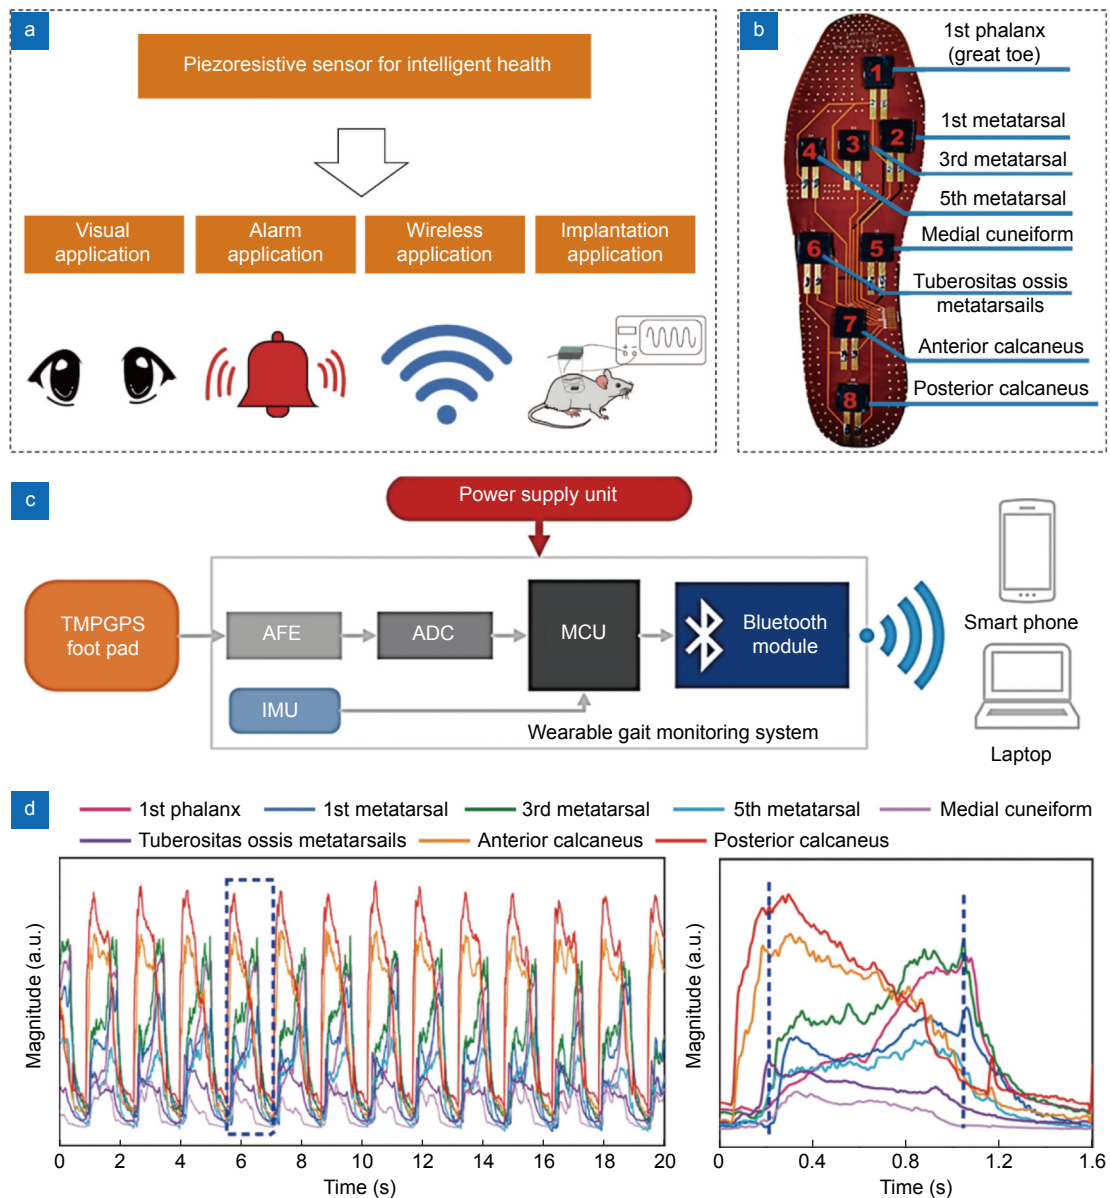 a
Piezoresistive sensor for intelligent health
Visual
application
Alarm
application
Wireless
application
Implantation
application
b
1st phalanx
(great toe)
1st metatarsal
3rd metatarsal
5th metatarsal
Medial cuneiform
Tuberositas ossis
metatarsails
Anterior calcaneus
Posterior calcaneus
1
2
3
4
5
6
7
8
c
Power supply unit
TMPGPS
foot pad
AFE
ADC
MCU
Bluetooth
module
IMU
Wearable gait monitoring system
Smart phone
Laptop
d
1st phalanx
1st metatarsal
3rd metatarsal
5th metatarsal
Medial cuneiform
Tuberositas ossis metatarsails
Anterior calcaneus
Posterior calcaneus
Magnitude (a.u.)
0 2 4 6 8 10 12 14 16 18 20
Time (s)
Magnitude (a.u.)
0 0.4 0.8 1.2 1.6
Time (s)